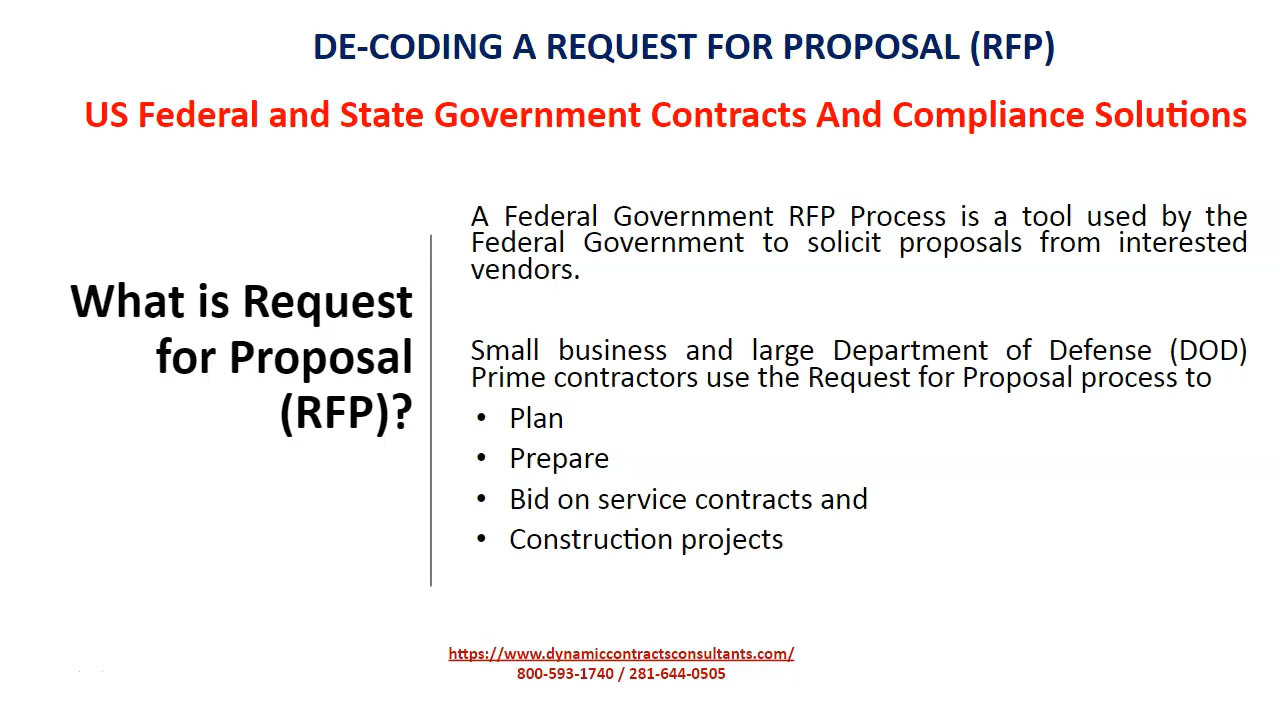 DE-CODING A REQUEST FOR PROPOSAL (RFP)
US Federal and State Government Contracts And Compliance Solutions
What is Request
for Proposal
(RFP)?
A Federal Government RFP Process is a tool used by the
Federal Government to solicit proposals from interested
vendors.
Small business and large Department of Defense (DOD)
Prime contractors use the Request for Proposal process to
• Plan
• Prepare
• Bid on service contracts and
• Construction projects
https://www.dynamiccontractsconsultants.com/
800-593-1740 / 281-644-0505